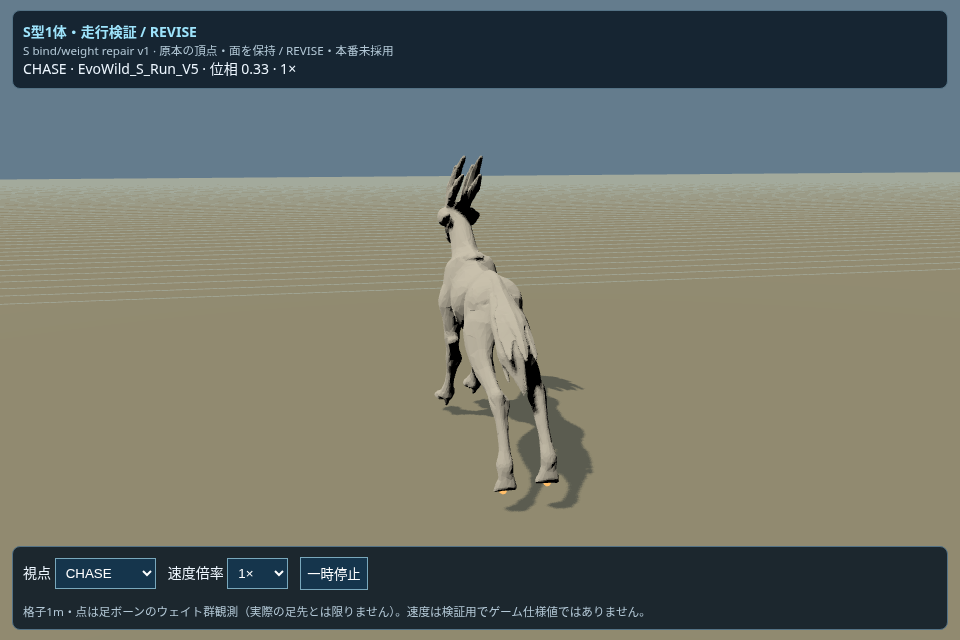 S型1体・走行検証 / REVISE
S bind/weight repair v1 · 原本の頂点・面を保持 / REVISE・本番未採用
CHASE · EvoWild_S_Run_V5 · 位相 0.33 · 1×
視点 CHASE 速度倍率 1× 一時停止
格子1m・点は足ボーンのウェイト群観測（実際の足先とは限りません）。速度は検証用でゲーム仕様値ではありません。